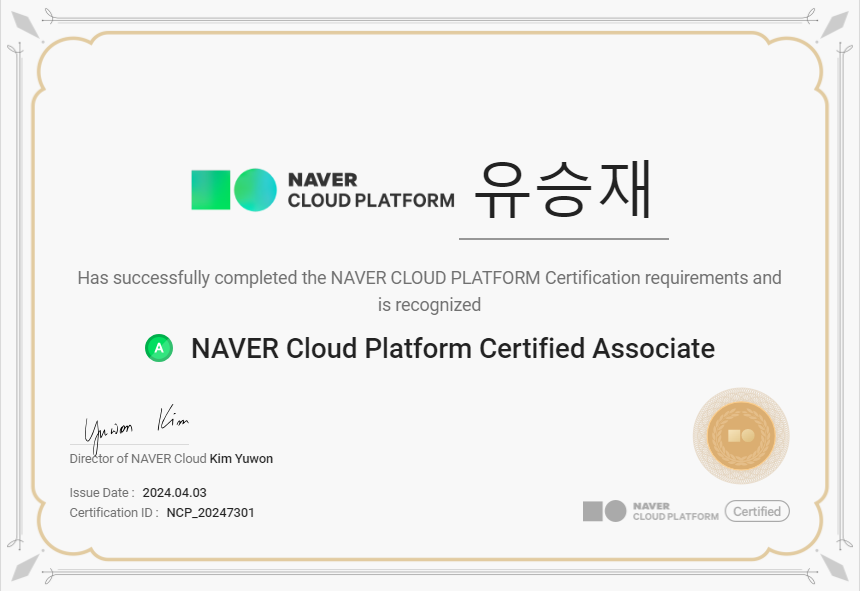 NAVER
CLOUD PLATFORM
유승재
Has successfully completed the NAVER CLOUD PLATFORM Certification requirements and
is recognized
A NAVER Cloud Platform Certified Associate
Yuwon Kim
Director of NAVER Cloud Kim Yuwon
Issue Date : 2024.04.03
Certification ID : NCP_20247301
NAVER
CLOUD PLATFORM
Certified